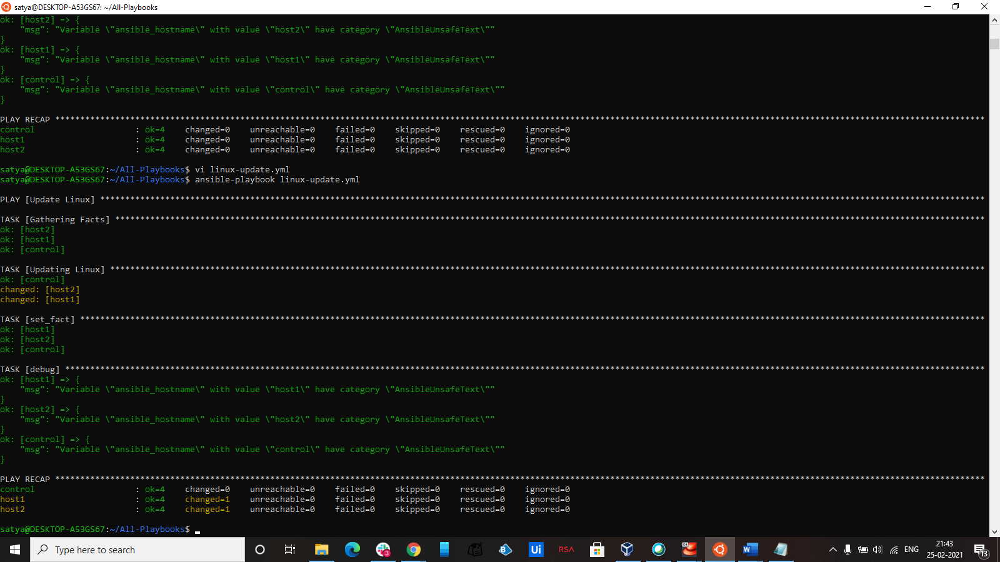 satya@DESKTOP-A53GS67: ~/All-Playbooks
ok: [host2] => {
    "msg": "Variable \"ansible_hostname\" with value \"host2\" have category \"AnsibleUnsafeText\""
}
ok: [host1] => {
    "msg": "Variable \"ansible_hostname\" with value \"host1\" have category \"AnsibleUnsafeText\""
}
ok: [control] => {
    "msg": "Variable \"ansible_hostname\" with value \"control\" have category \"AnsibleUnsafeText\""
}
PLAY RECAP **********
control : ok=4 changed=0 unreachable=0 failed=0 skipped=0 rescued=0 ignored=0
host1 : ok=4 changed=0 unreachable=0 failed=0 skipped=0 rescued=0 ignored=0
host2 : ok=4 changed=0 unreachable=0 failed=0 skipped=0 rescued=0 ignored=0
satya@DESKTOP-A53GS67:~/All-Playbooks$ vi linux-update.yml
satya@DESKTOP-A53GS67:~/All-Playbooks$ ansible-playbook linux-update.yml
PLAY [Update Linux] **********
TASK [Gathering Facts] **********
ok: [host2]
ok: [host1]
ok: [control]
TASK [Updating Linux] **********
ok: [control]
changed: [host2]
changed: [host1]
TASK [set_fact] **********
ok: [host1]
ok: [host2]
ok: [control]
TASK [debug] **********
ok: [host1] => {
    "msg": "Variable \"ansible_hostname\" with value \"host1\" have category \"AnsibleUnsafeText\""
}
ok: [host2] => {
    "msg": "Variable \"ansible_hostname\" with value \"host2\" have category \"AnsibleUnsafeText\""
}
ok: [control] => {
    "msg": "Variable \"ansible_hostname\" with value \"control\" have category \"AnsibleUnsafeText\""
}
PLAY RECAP **********
control : ok=4 changed=0 unreachable=0 failed=0 skipped=0 rescued=0 ignored=0
host1 : ok=4 changed=1 unreachable=0 failed=0 skipped=0 rescued=0 ignored=0
host2 : ok=4 changed=1 unreachable=0 failed=0 skipped=0 rescued=0 ignored=0
satya@DESKTOP-A53GS67:~/All-Playbooks$
Type here to search
3
B
Ui
RSA
64
W
ENG
21:43
25-02-2021
13